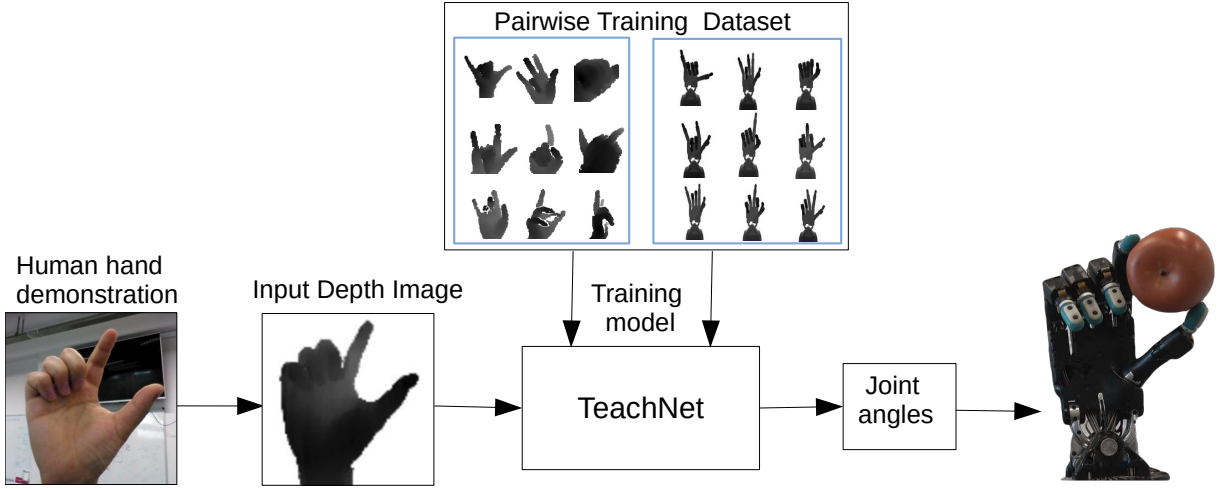 Pairwise Training Dataset
Human hand
demonstration
Input Depth Image
Training
model
TeachNet
Joint
angles